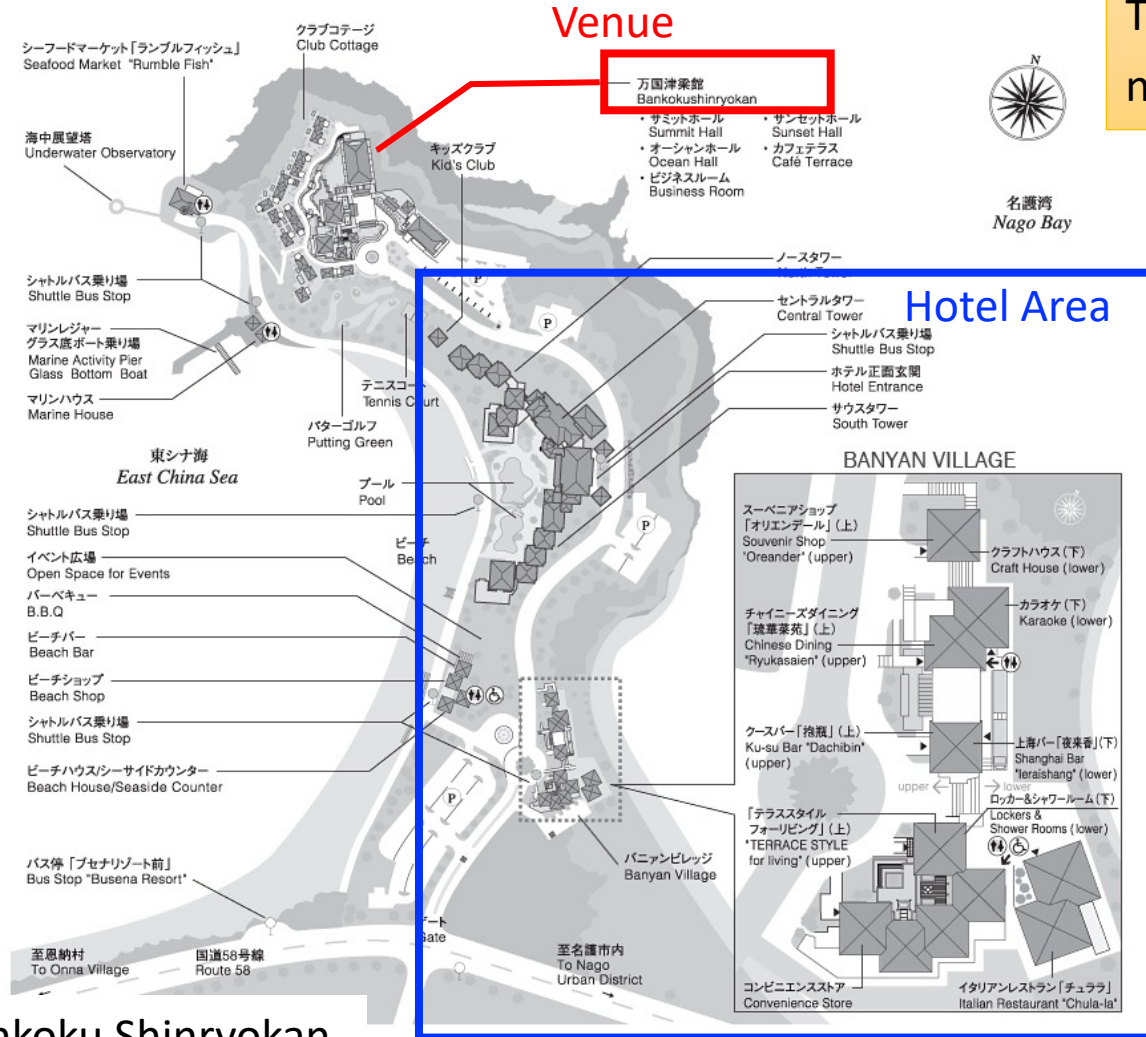 Venue
T
n
クラブコテージ
Club Cottage
シーフードマーケット「ランブルフィッシュ」
Seafood Market "Rumble Fish"
海中展望塔
Underwater Observatory
キッズクラブ
Kid's Club
万国津梁館
Bankokushinryokan
・サミットホール
Summit Hall
・サンセットホール
Sunset Hall
・オーシャンホール
Ocean Hall
・カフェテラス
Café Terrace
・ビジネスルーム
Business Room
N
名護湾
Nago Bay
シャトルバス乗り場
Shuttle Bus Stop
マリンレジャー
グラス底ボート乗り場
Marine Activity Pier
Glass Bottom Boat
マリンハウス
Marine House
テニスコート
Tennis Court
パターゴルフ
Putting Green
P
P
Hotel Area
ノースタワー
North Tower
セントラルタワー
Central Tower
シャトルバス乗り場
Shuttle Bus Stop
ホテル正面玄関
Hotel Entrance
サウスタワー
South Tower
東シナ海
East China Sea
プール
Pool
P
シャトルバス乗り場
Shuttle Bus Stop
ビーチ
Beach
イベント広場
Open Space for Events
バーベキュー
B.B.Q
ビーチバー
Beach Bar
ビーチショップ
Beach Shop
シャトルバス乗り場
Shuttle Bus Stop
ビーチハウス/シーサイドカウンター
Beach House/Seaside Counter
P
バニアンビレッジ
Banyan Village
バス停「ブセナリゾート前」
Bus Stop "Busena Resort"
ゲート
Gate
至恩納村
To Onna Village
国道58号線
Route 58
至名護市内
To Nago
Urban District
BANYAN VILLAGE
スーベニアショップ
「オリエンデール」(上)
Souvenir Shop
"Oreander" (upper)
クラフトハウス(下)
Craft House (lower)
カラオケ(下)
Karaoke (lower)
チャイニーズダイニング
「琉華菜苑」(上)
Chinese Dining
"Ryukasaien" (upper)
クースバー「抱瓶」(上)
Ku-su Bar "Dachibin"
(upper)
上海バー「夜来香」(下)
Shanghai Bar
"Ieraishang" (lower)
upper
lower
ロッカー&シャワールーム(下)
Lockers &
Shower Rooms (lower)
「テラススタイル
フォーリビング」(上)
"TERRACE STYLE
for living" (upper)
コンビニエンスストア
Convenience Store
イタリアンレストラン「チュララ」
Italian Restaurant "Chula-la"
nkoku Shinryokan